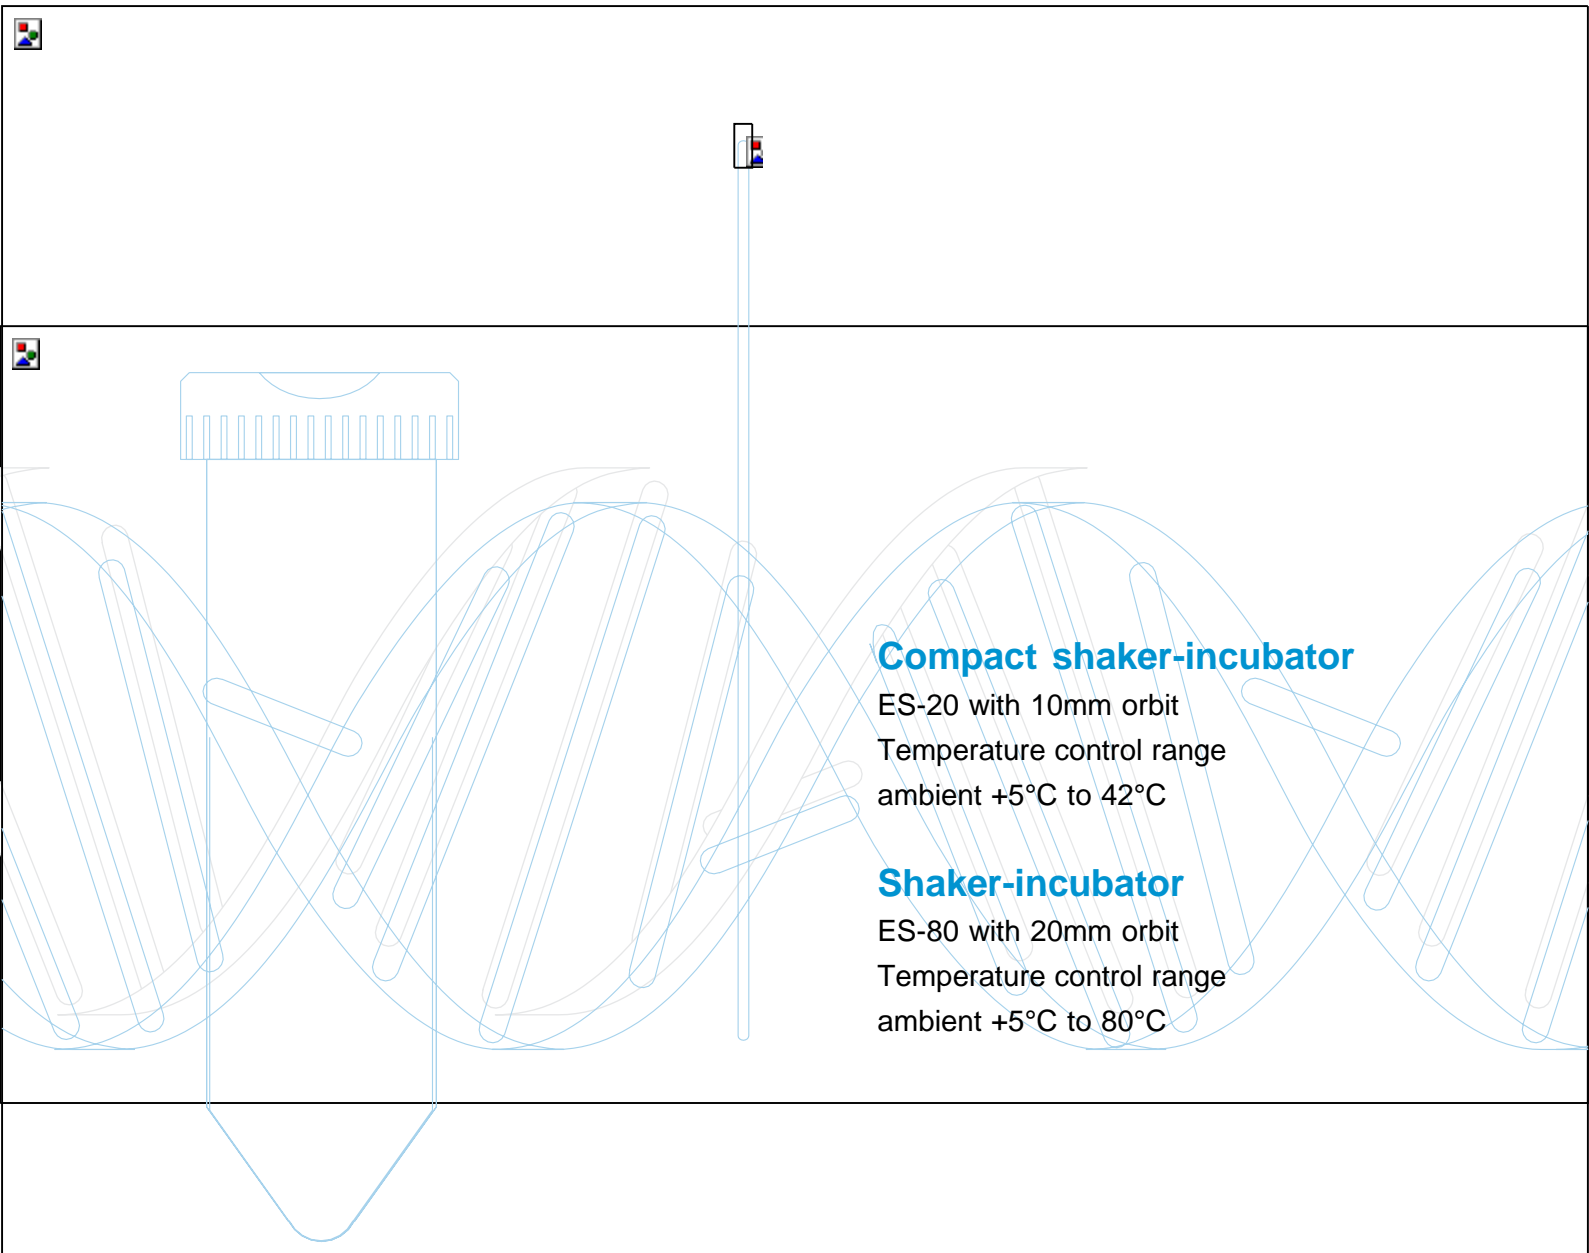 Compact shaker-incubator
ES-20 with 10mm orbit
Temperature control range
ambient +5°C to 42°C
Shaker-incubator
ES-80 with 20mm orbit
Temperature control range
ambient +5°C to 80°C